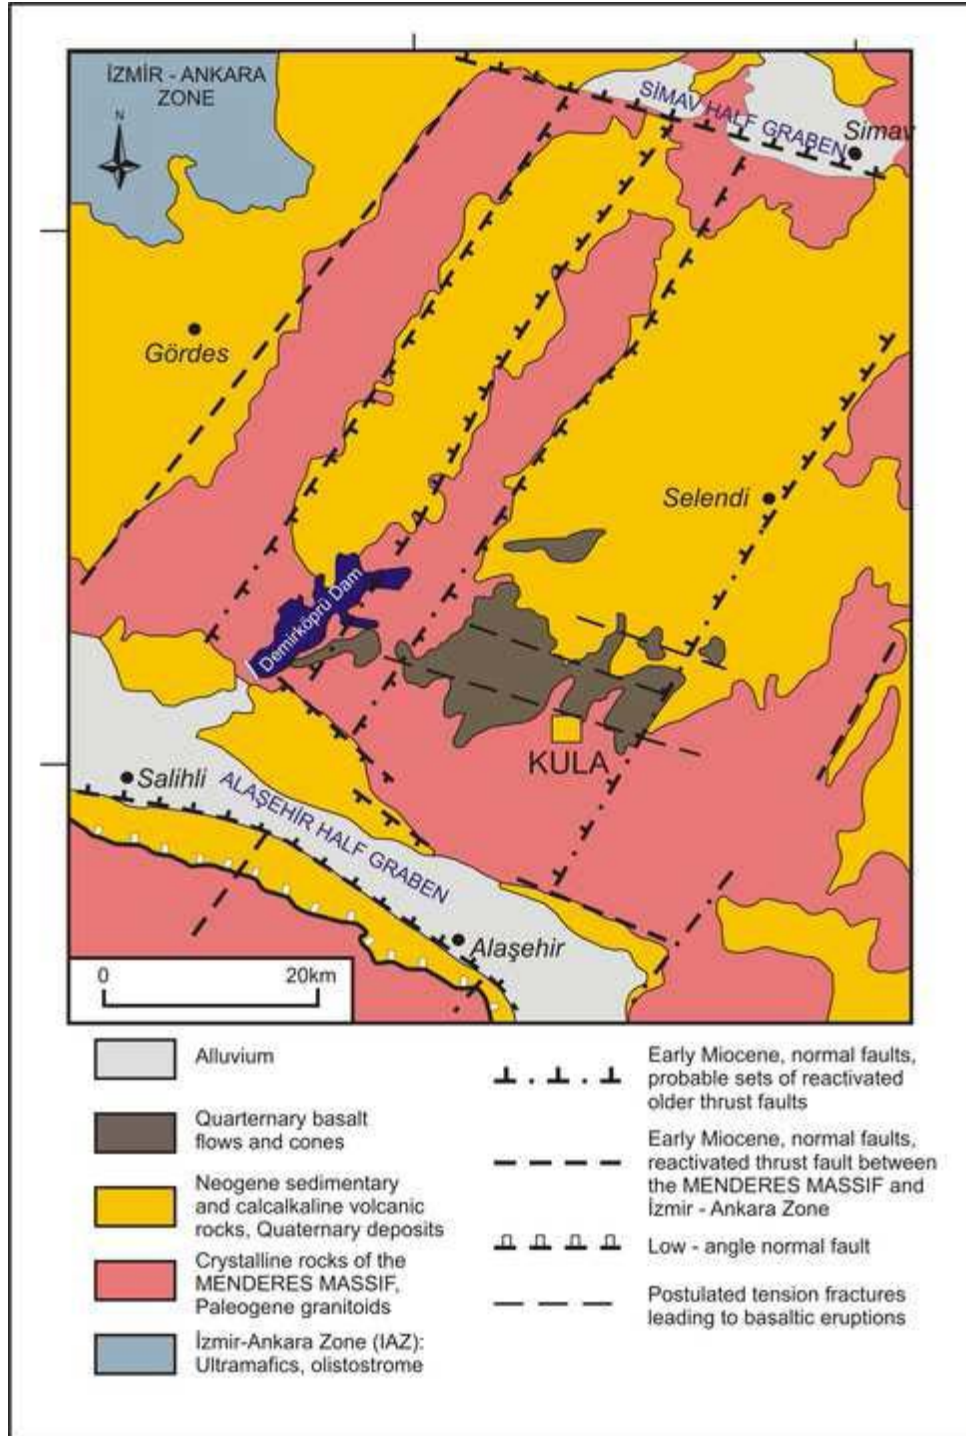 İZMİR - ANKARA
ZONE
N
SİMAV HALF GRABEN
Simav
Gördes
Selendi
Demirköprü Dam
KULA
Salihli
ALAŞEHİR HALF GRABEN
Alaşehir
0 20km
Alluvium
Quarternary basalt
flows and cones
Neogene sedimentary
and calcalkaline volcanic
rocks, Quaternary deposits
Crystalline rocks of the
MENDERES MASSIF,
Paleogene granitoids
İzmir-Ankara Zone (IAZ):
Ultramafics, olistostrome
Early Miocene, normal faults,
probable sets of reactivated
older thrust faults
Early Miocene, normal faults,
reactivated thrust fault between
the MENDERES MASSIF and
İzmir - Ankara Zone
Low - angle normal fault
Postulated tension fractures
leading to basaltic eruptions